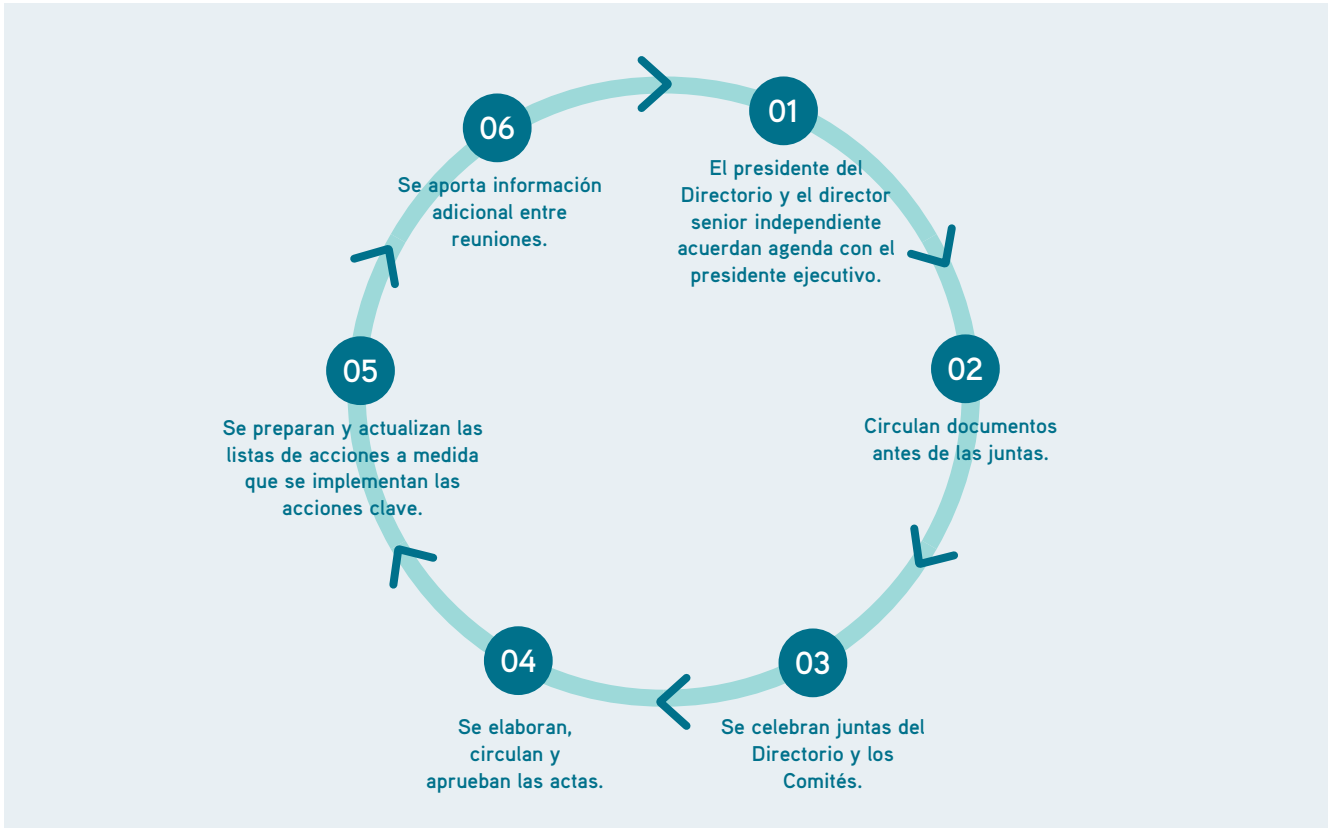 01
El presidente del
Directorio y el director
senior independiente
acuerdan agenda con el
presidente ejecutivo.
02
Circulan documentos
antes de las juntas.
03
Se celebran juntas del
Directorio y los
Comités.
04
Se elaboran,
circulan y
aprueban las actas.
05
Se preparan y actualizan las
listas de acciones a medida
que se implementan las
acciones clave.
06
Se aporta información
adicional entre
reuniones.